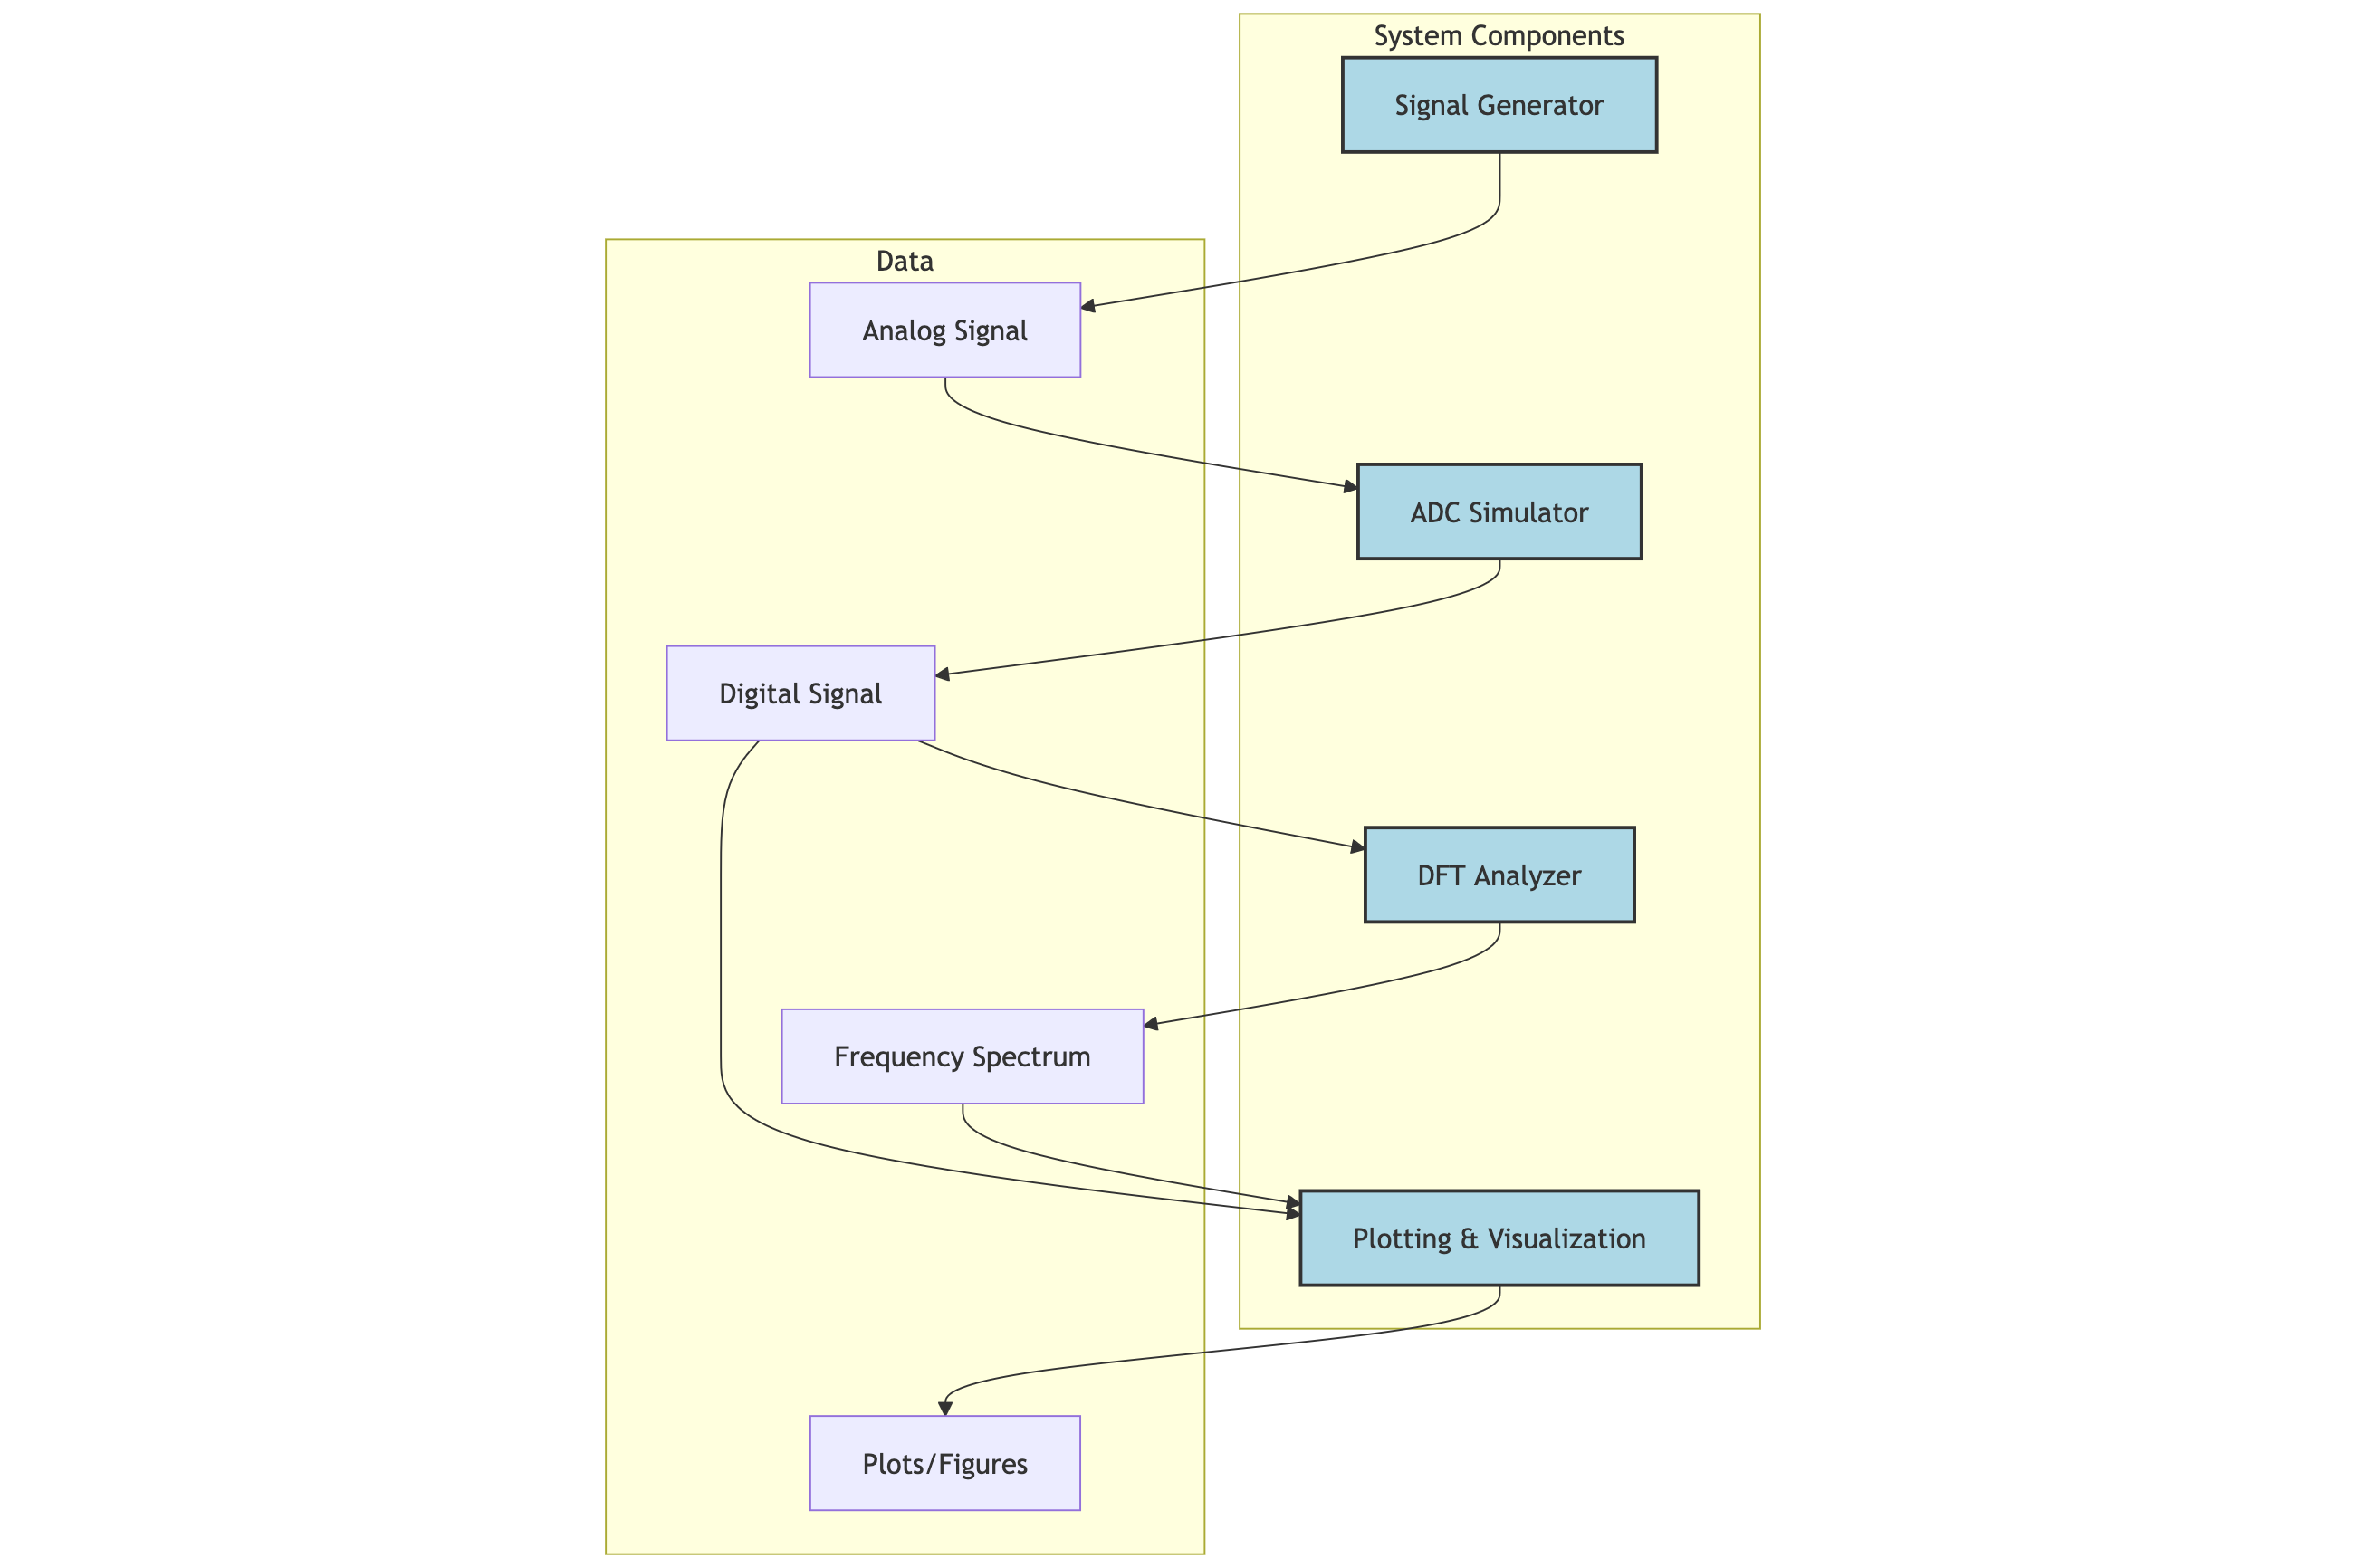 System Components
Signal Generator
Data
Analog Signal
ADC Simulator
Digital Signal
DFT Analyzer
Frequency Spectrum
Plotting & Visualization
Plots/Figures